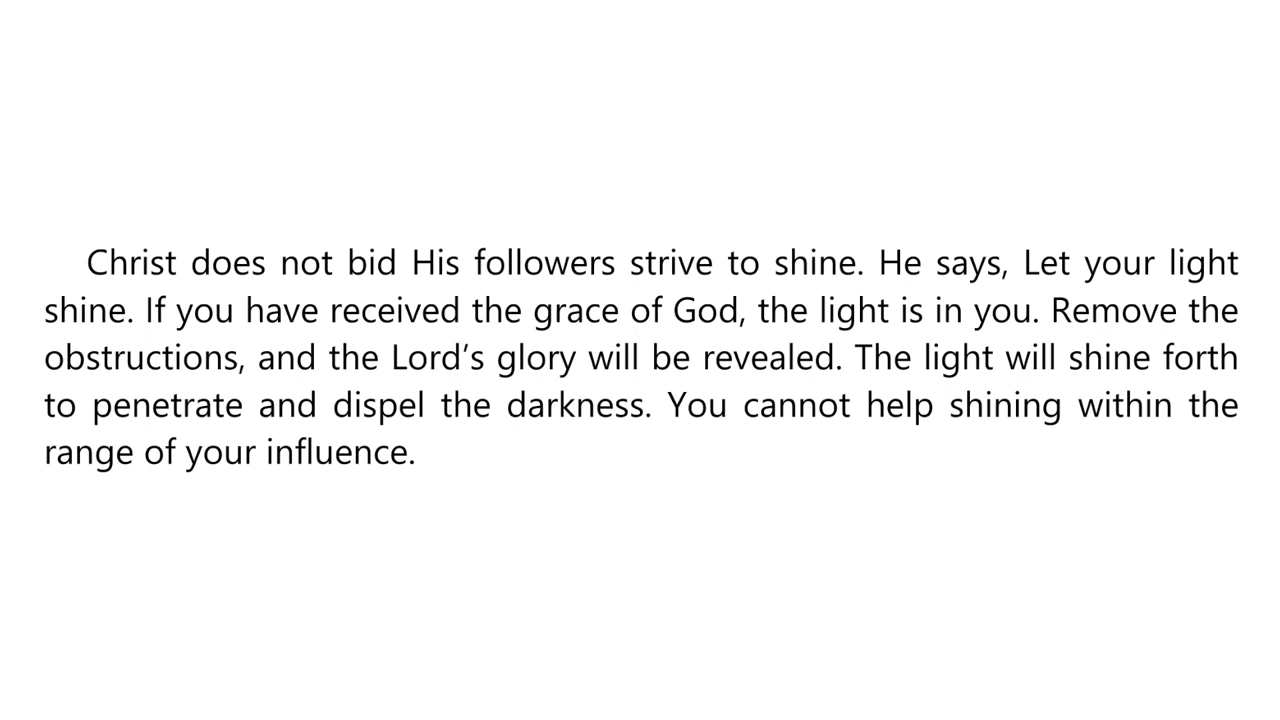 Christ does not bid His followers strive to shine. He says, Let your light
shine. If you have received the grace of God, the light is in you. Remove the
obstructions, and the Lord’s glory will be revealed. The light will shine forth
to penetrate and dispel the darkness. You cannot help shining within the
range of your influence.